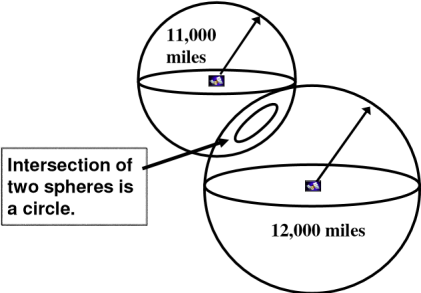 11,000
miles
Intersection of
two spheres is
a circle.
12,000 miles